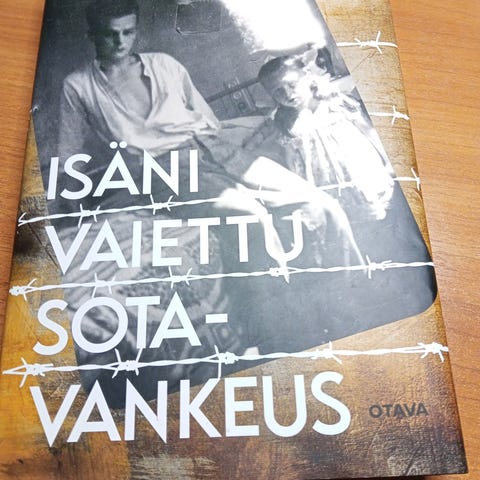 ISÄNI
VAIETTU
SOTA-
VANKEUS
OTAVA